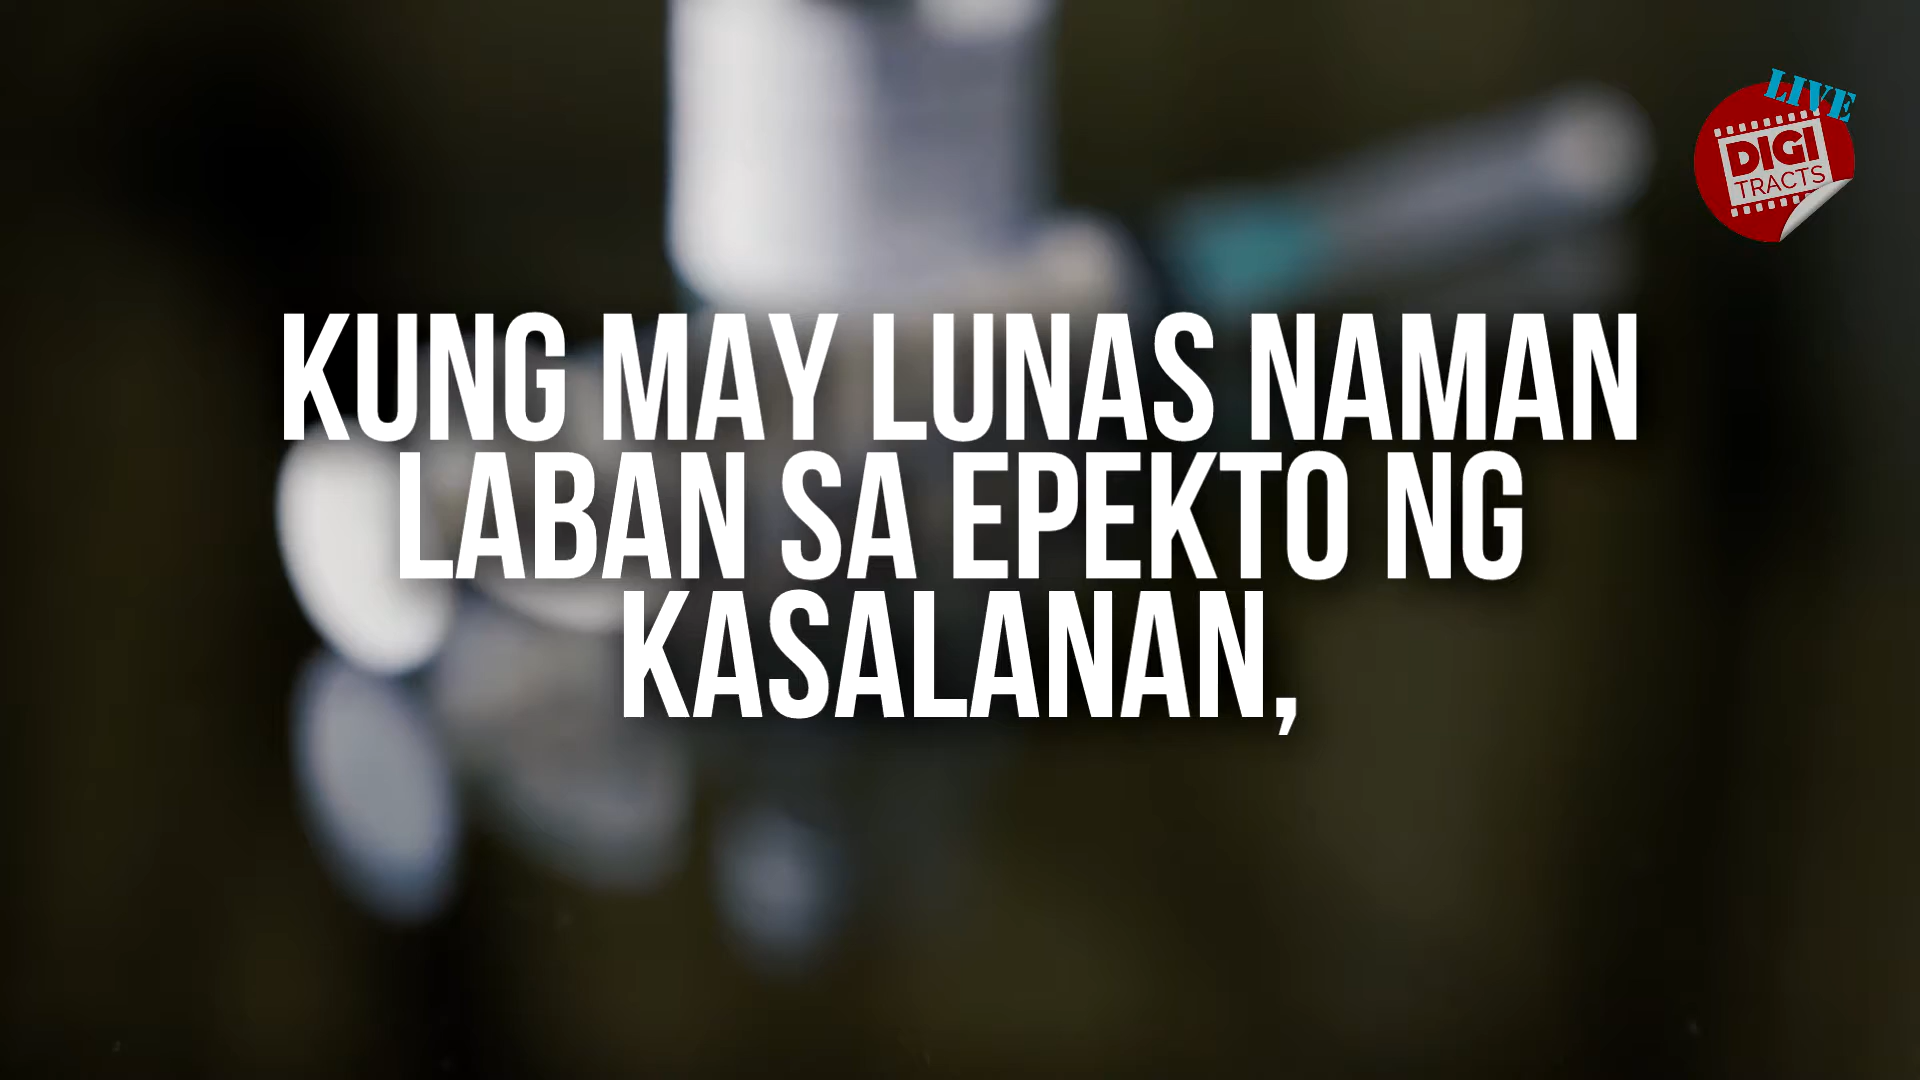 LIVE
DIGI
TRACTS
KUNG MAY LUNAS NAMAN
LABAN SA EPEKTO NG
KASALANAN,